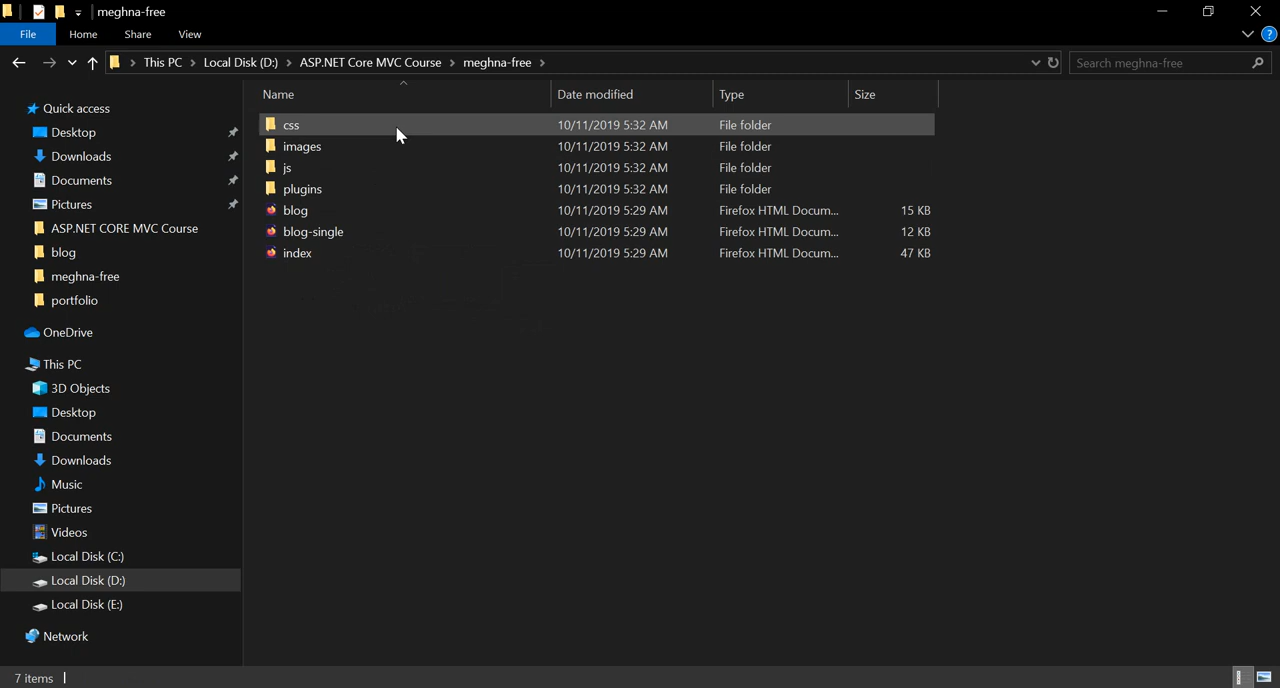 meghna-free
File Home Share View
This PC Local Disk (D:) ASP.NET Core MVC Course meghna-free Search meghna-free
Name Date modified Type Size
Quick access
Desktop
Downloads
Documents
Pictures
ASP.NET CORE MVC Course
blog
meghna-free
portfolio
OneDrive
This PC
3D Objects
Desktop
Documents
Downloads
Music
Pictures
Videos
Local Disk (C:)
Local Disk (D:)
Local Disk (E:)
Network
css 10/11/2019 5:32 AM File folder
images 10/11/2019 5:32 AM File folder
js 10/11/2019 5:32 AM File folder
plugins 10/11/2019 5:32 AM File folder
blog 10/11/2019 5:29 AM Firefox HTML Docum... 15 KB
blog-single 10/11/2019 5:29 AM Firefox HTML Docum... 12 KB
index 10/11/2019 5:29 AM Firefox HTML Docum... 47 KB
7 items